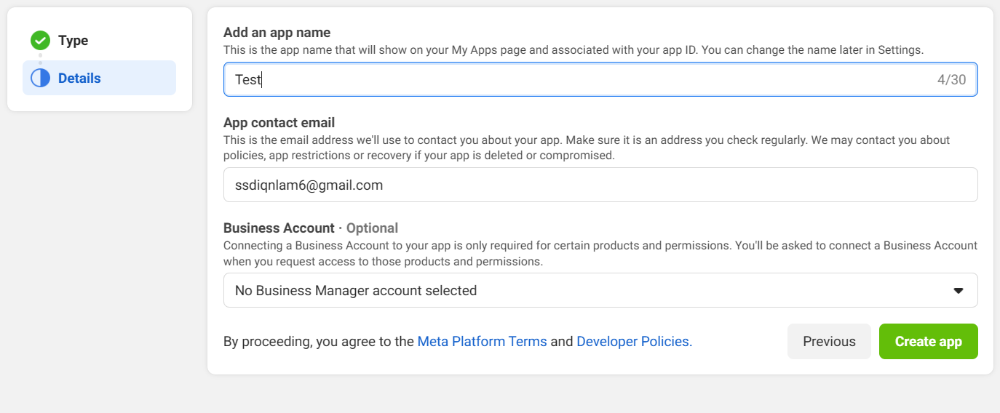 Type
Details
Add an app name
This is the app name that will show on your My Apps page and associated with your app ID. You can change the name later in Settings.
Test
4/30
App contact email
This is the email address we'll use to contact you about your app. Make sure it is an address you check regularly. We may contact you about
policies, app restrictions or recovery if your app is deleted or compromised.
ssdiqnlam6@gmail.com
Business Account · Optional
Connecting a Business Account to your app is only required for certain products and permissions. You'll be asked to connect a Business Account
when you request access to those products and permissions.
No Business Manager account selected
By proceeding, you agree to the Meta Platform Terms and Developer Policies.
Previous
Create app